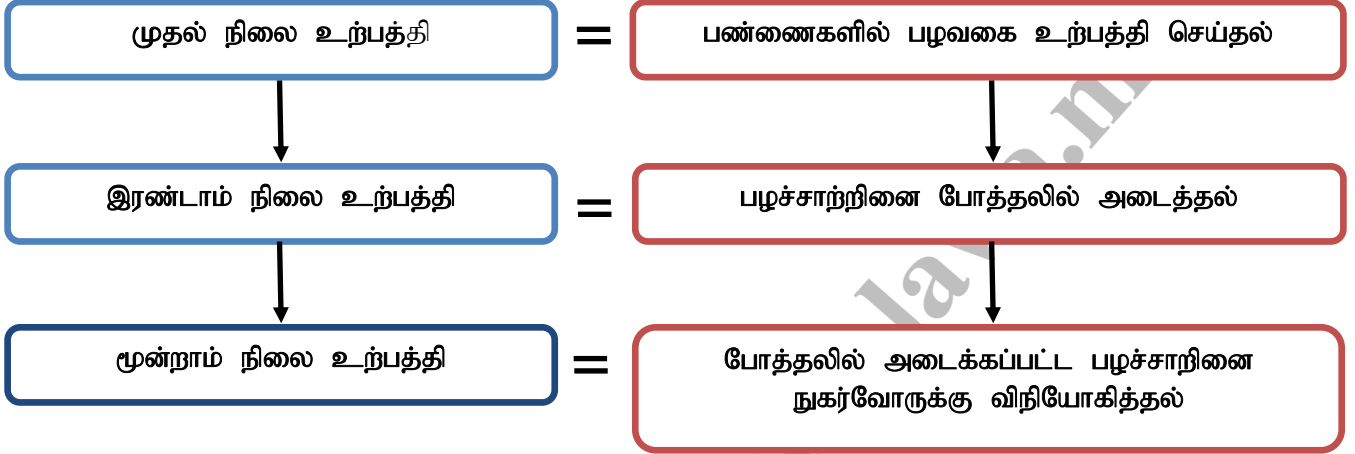 முதல் நிலை உற்பத்தி = பண்ணைகளில் பழவகை உற்பத்தி செய்தல்
இரண்டாம் நிலை உற்பத்தி = பழச்சாற்றினை போத்தலில் அடைத்தல்
மூன்றாம் நிலை உற்பத்தி = போத்தலில் அடைக்கப்பட்ட பழச்சாறினை
நுகர்வோருக்கு விநியோகித்தல்